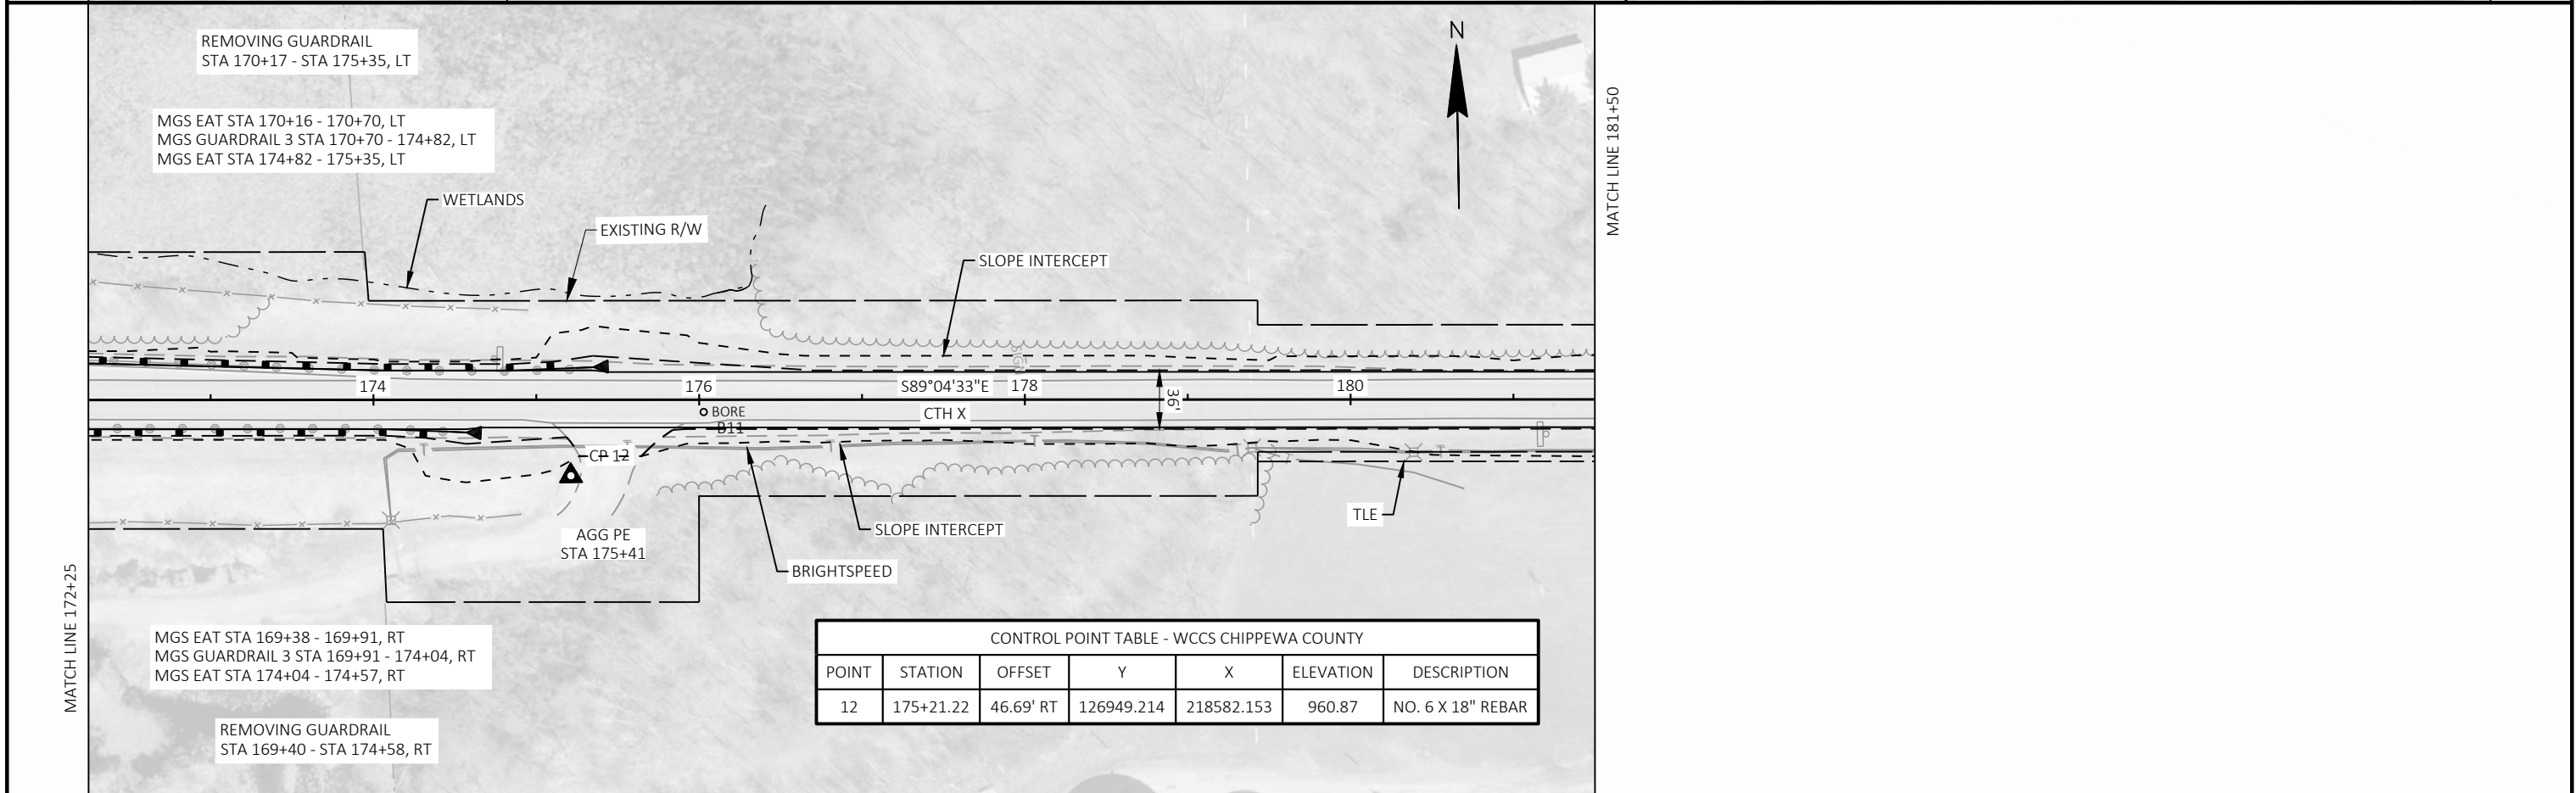 REMOVING GUARDRAIL
STA 170+17 - STA 175+35, LT
MGS EAT STA 170+16 - 170+70, LT
MGS GUARDRAIL 3 STA 170+70 - 174+82, LT
MGS EAT STA 174+82 - 175+35, LT
N
MATCH LINE 181+50
WETLANDS
EXISTING R/W
SLOPE INTERCEPT
174
176
S89°04'33"E
178
180
36'
BORE
B11
CTH X
CP 12
TLE
SLOPE INTERCEPT
AGG PE
STA 175+41
BRIGHTSPEED
MATCH LINE 172+25
MGS EAT STA 169+38 - 169+91, RT
MGS GUARDRAIL 3 STA 169+91 - 174+04, RT
MGS EAT STA 174+04 - 174+57, RT
REMOVING GUARDRAIL
STA 169+40 - STA 174+58, RT
CONTROL POINT TABLE - WCCS CHIPPEWA COUNTY
POINT STATION OFFSET Y X ELEVATION DESCRIPTION
12 175+21.22 46.69' RT 126949.214 218582.153 960.87 NO. 6 X 18" REBAR